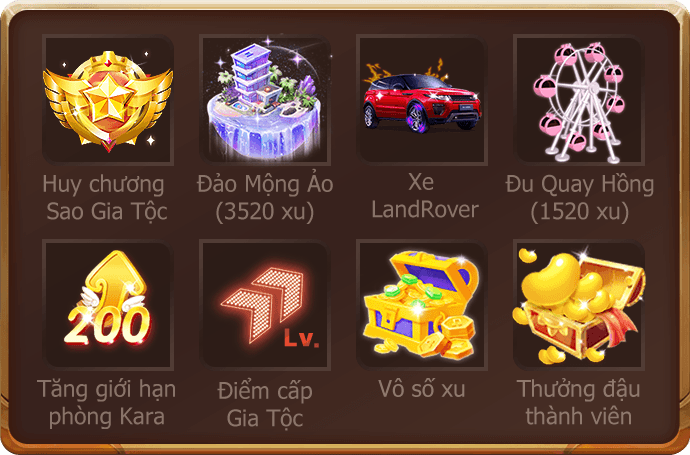 Huy chương
Sao Gia Tộc
Đảo Mộng Ảo
(3520 xu)
Xe
LandRover
Đu Quay Hồng
(1520 xu)
200
Lv.
Tăng giới hạn
phòng Kara
Điểm cấp
Gia Tộc
Vô số xu
Thưởng đậu
thành viên